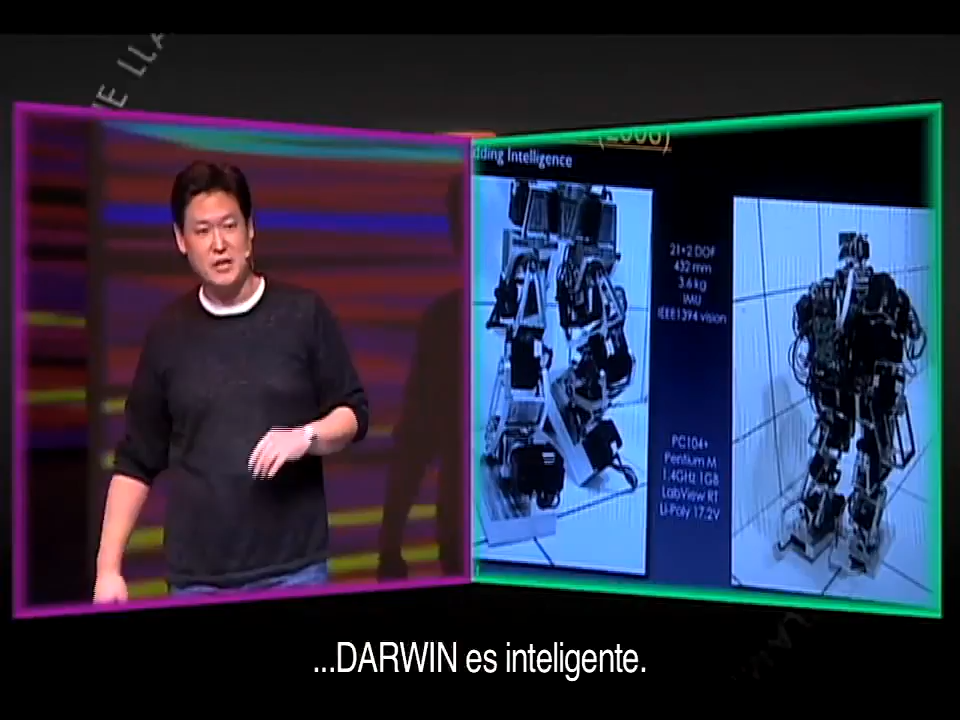 (2006)
dding Intelligence
21+2 DOF
432 mm
3.6 kg
IMU
IEEE1394 vision
PC104+
Pentium M
1.4GHz 1GB
LabView RT
Li-Poly 17.2V
...DARWIN es inteligente.